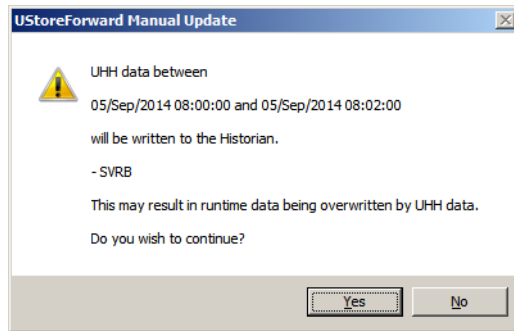 UStoreForward Manual Update
UHH data between
05/Sep/2014 08:00:00 and 05/Sep/2014 08:02:00
will be written to the Historian.
- SVRB
This may result in runtime data being overwritten by UHH data.
Do you wish to continue?
Yes No